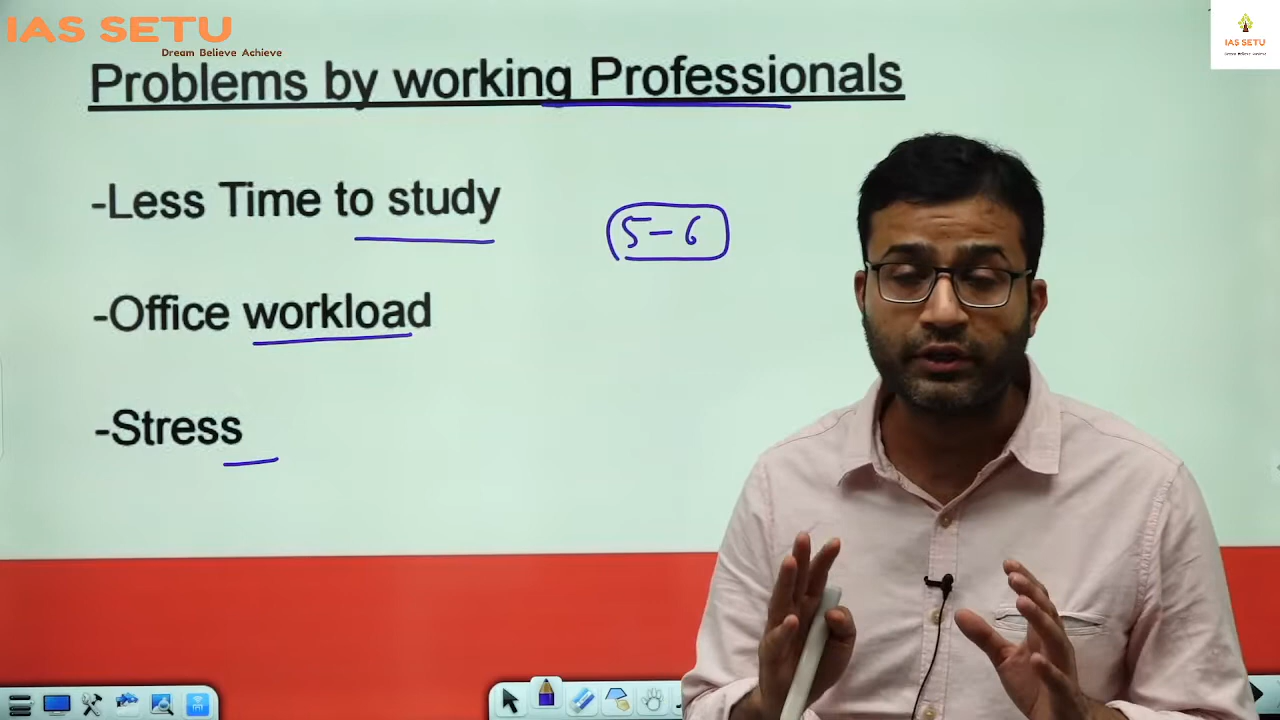 IAS SETU
Dream Believe Achieve
IAS SETU
Problems by working Professionals
-Less Time to study
5-6
-Office workload
-Stress